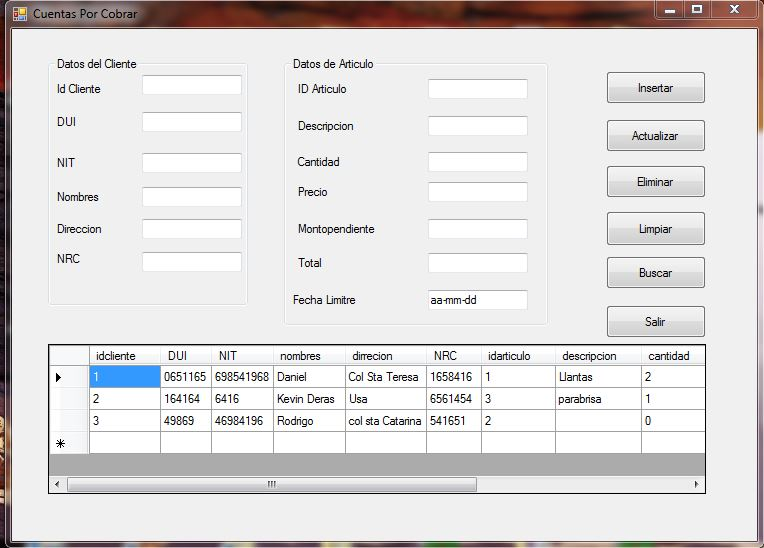 Cuentas Por Cobrar
Datos del Cliente
Id Cliente
DUI
NIT
Nombres
Direccion
NRC
Datos de Articulo
ID Articulo
Descripcion
Cantidad
Precio
Montopendiente
Total
Fecha Limitre aa-mm-dd
Insertar
Actualizar
Eliminar
Limpiar
Buscar
Salir
idcliente DUI NIT nombres dirrecion NRC idarticulo descripcion cantidad
1 0651165 698541968 Daniel Col Sta Teresa 1658416 1 Llantas 2
2 164164 6416 Kevin Deras Usa 6561454 3 parabrisa 1
3 49869 46984196 Rodrigo col sta Catarina 541651 2 0